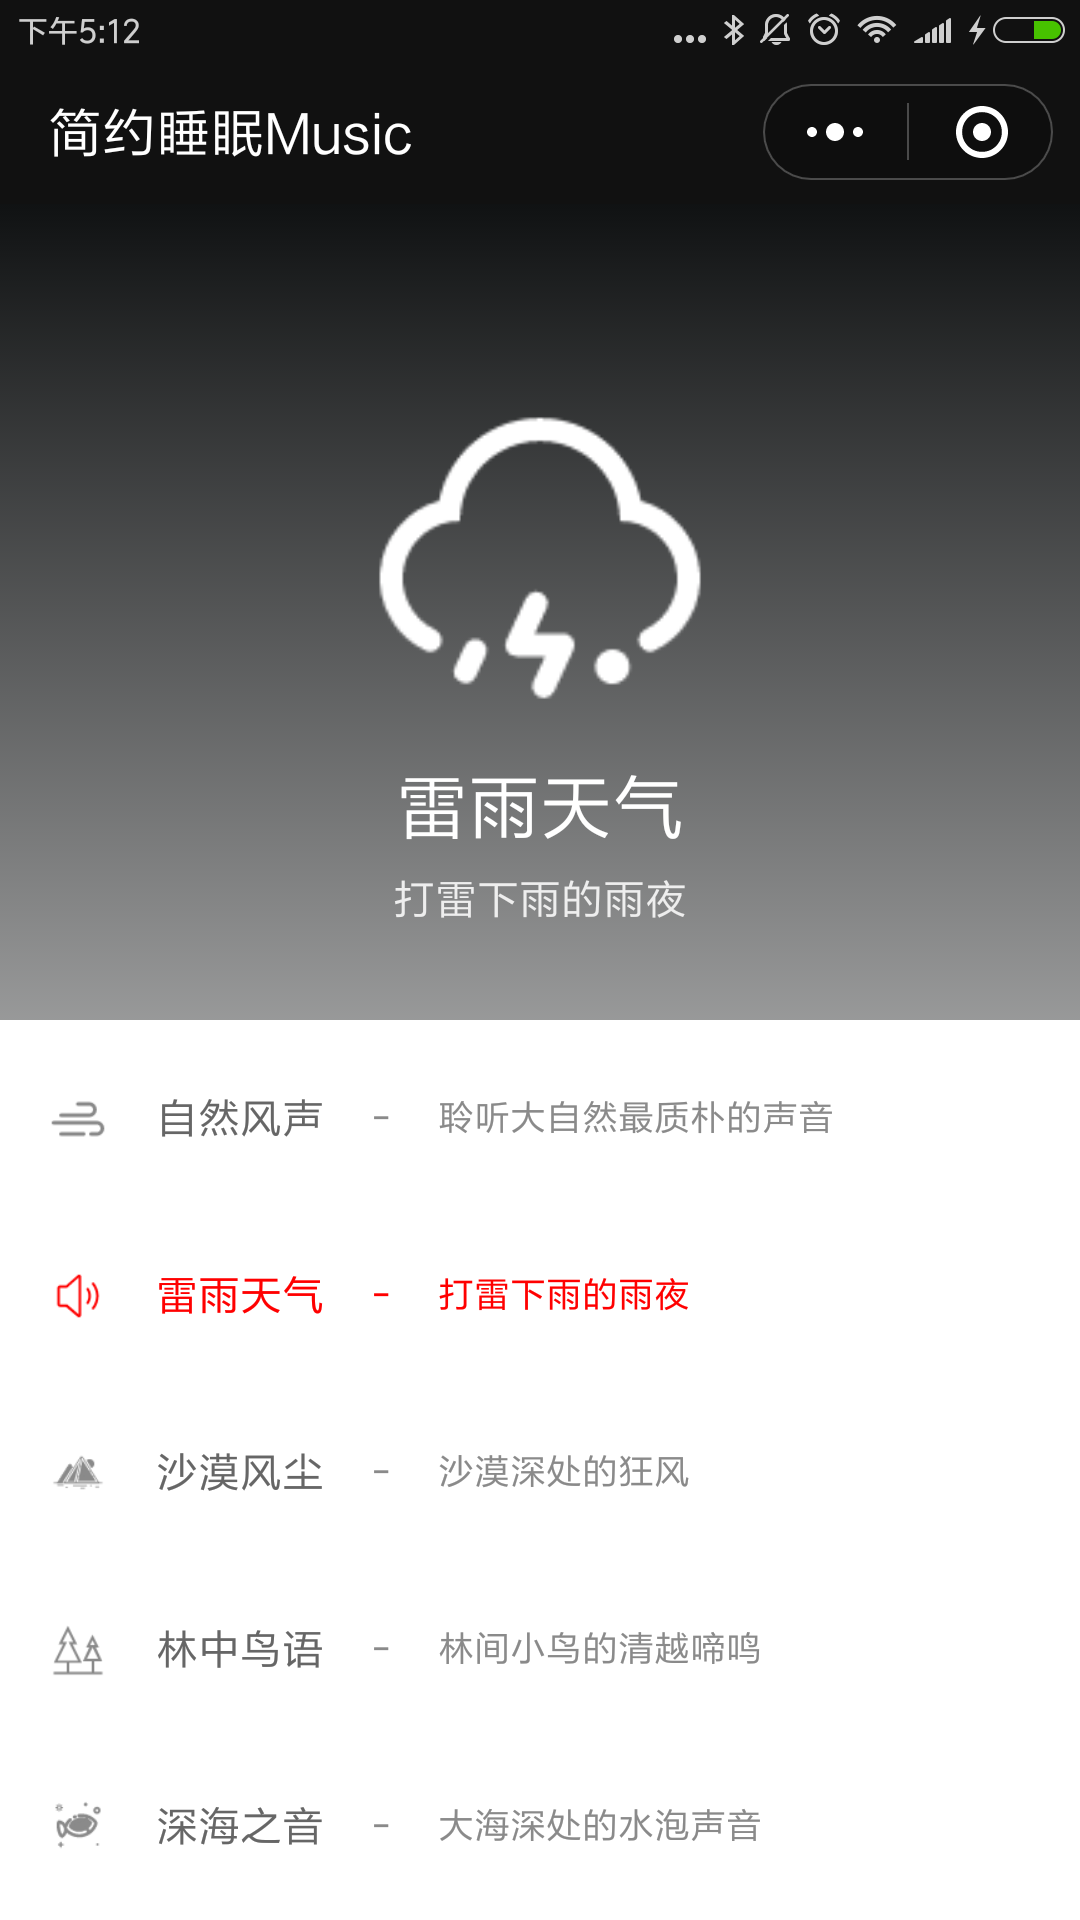 下午5:12
简约睡眠Music
雷雨天气
打雷下雨的雨夜
自然风声 - 聆听大自然最质朴的声音
雷雨天气 - 打雷下雨的雨夜
沙漠风尘 - 沙漠深处的狂风
林中鸟语 - 林间小鸟的清越啼鸣
深海之音 - 大海深处的水泡声音